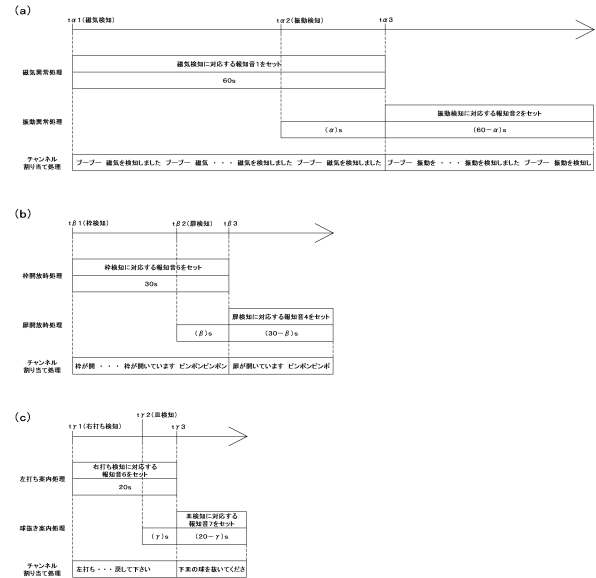 (a)
tα1(磁気検知) tα2(振動検知) tα3
磁気異常処理
磁気検知に対応する報知音1をセット
60s
振動異常処理
振動検知に対応する報知音2をセット
(α)s (60-α)s
チャンネル
割り当て処理
ブーブー 磁気を検知しました ブーブー 磁気 ・・・ 磁気を検知しました ブーブー 磁気を検知しました ブーブー 振動を ・・・ 振動を検知しました ブーブー 振動を検知し
(b)
tβ1(枠検知) tβ2(扉検知) tβ3
枠開放時処理
枠検知に対応する報知音5をセット
30s
扉開放時処理
扉検知に対応する報知音4をセット
(β)s (30-β)s
チャンネル
割り当て処理
枠が開 ・・・ 枠が開いています ピンポンピンポン 扉が開いています ピンポンピンポ
(c)
tγ2(皿検知)
tγ1(右打ち検知) tγ3
左打ち案内処理
右打ち検知に対応する
報知音6をセット
20s
球抜き案内処理
皿検知に対応する
報知音7をセット
(γ)s (20-γ)s
チャンネル
割り当て処理
左打ち・・・戻して下さい 下皿の球を抜いてくださ